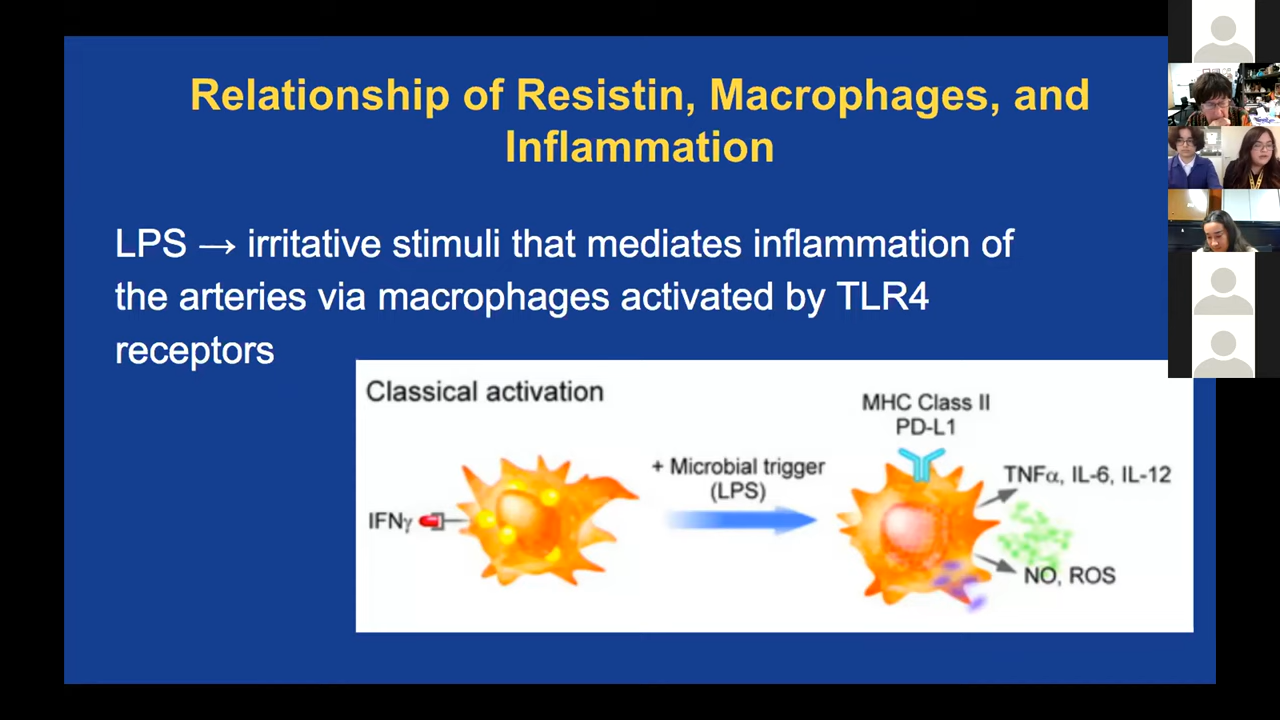 Relationship of Resistin, Macrophages, and
Inflammation
LPS → irritative stimuli that mediates inflammation of
the arteries via macrophages activated by TLR4
receptors
Classical activation
IFNγ
+ Microbial trigger
(LPS)
MHC Class II
PD-L1
TNFα, IL-6, IL-12
NO, ROS